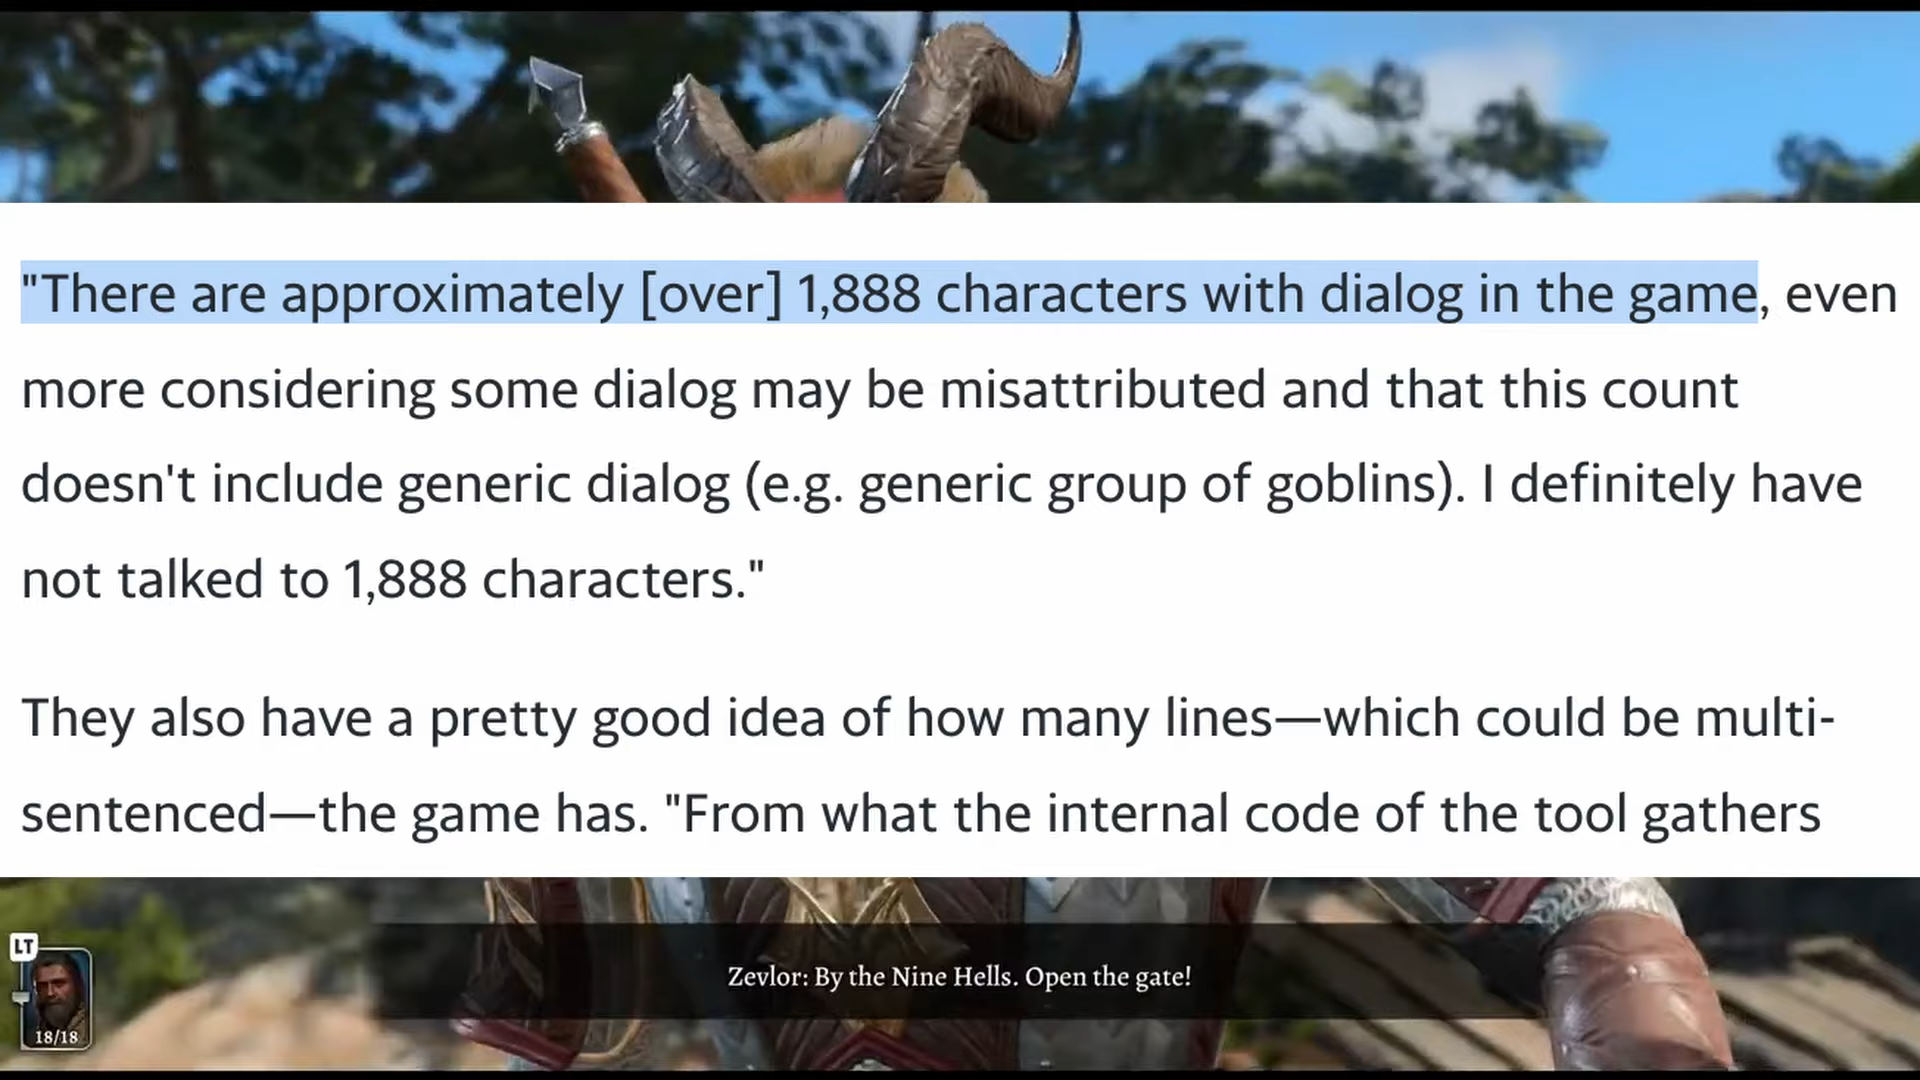 "There are approximately [over] 1,888 characters with dialog in the game, even
more considering some dialog may be misattributed and that this count
doesn't include generic dialog (e.g. generic group of goblins). I definitely have
not talked to 1,888 characters."
They also have a pretty good idea of how many lines—which could be multi-
sentenced—the game has. "From what the internal code of the tool gathers
LT
18/18
Zevlor: By the Nine Hells. Open the gate!